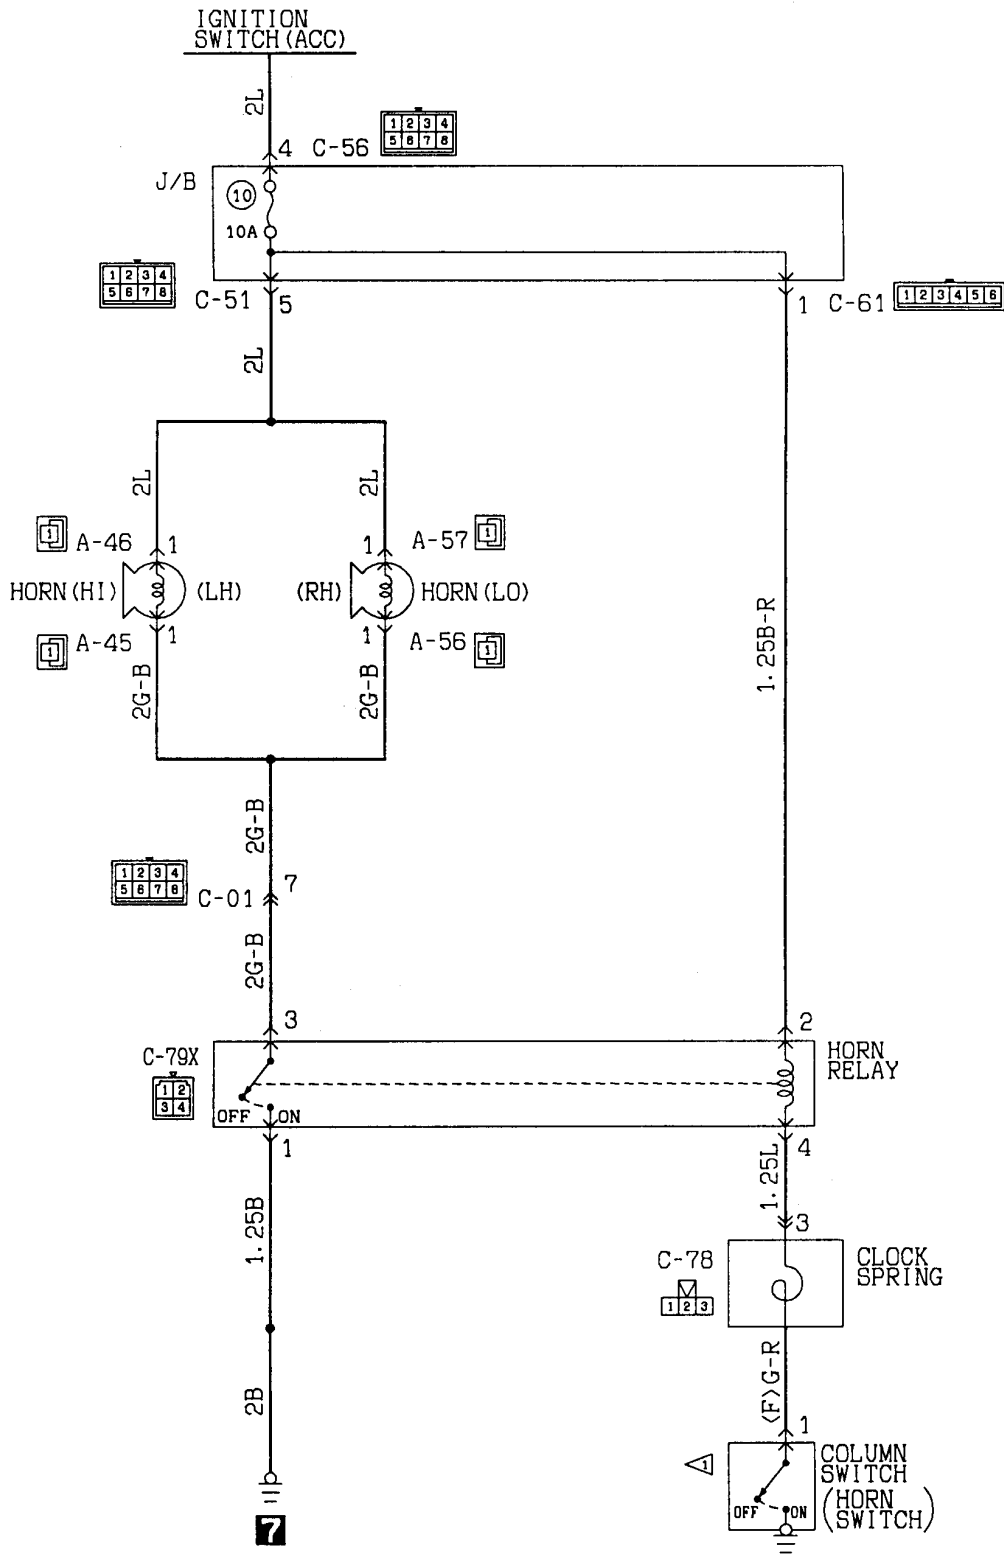 IGNITION
SWITCH(ACC)
2L
4 C-56
1 2 3 4
5 6 7 8
J/B
10
10A
1 2 3 4
5 6 7 8
C-51 5
1 C-61
1 2 3 4 5 6
2L
2L
2L
1 A-46 1
1 A-57 1
HORN(HI) (LH)
(RH) HORN(LO)
1 A-45 1
1 A-56 1
2G-B
2G-B
1.25B-R
2G-B
1 2 3 4
5 6 7 8
C-01 7
2G-B
3
2
C-79X
1 2
3 4
OFF ON
HORN
RELAY
1
4
1.25B
1.25L
3
C-78
1 2 3
CLOCK
SPRING
2B
(F)G-R
1
1
OFF ON
COLUMN
SWITCH
(HORN
SWITCH)
7